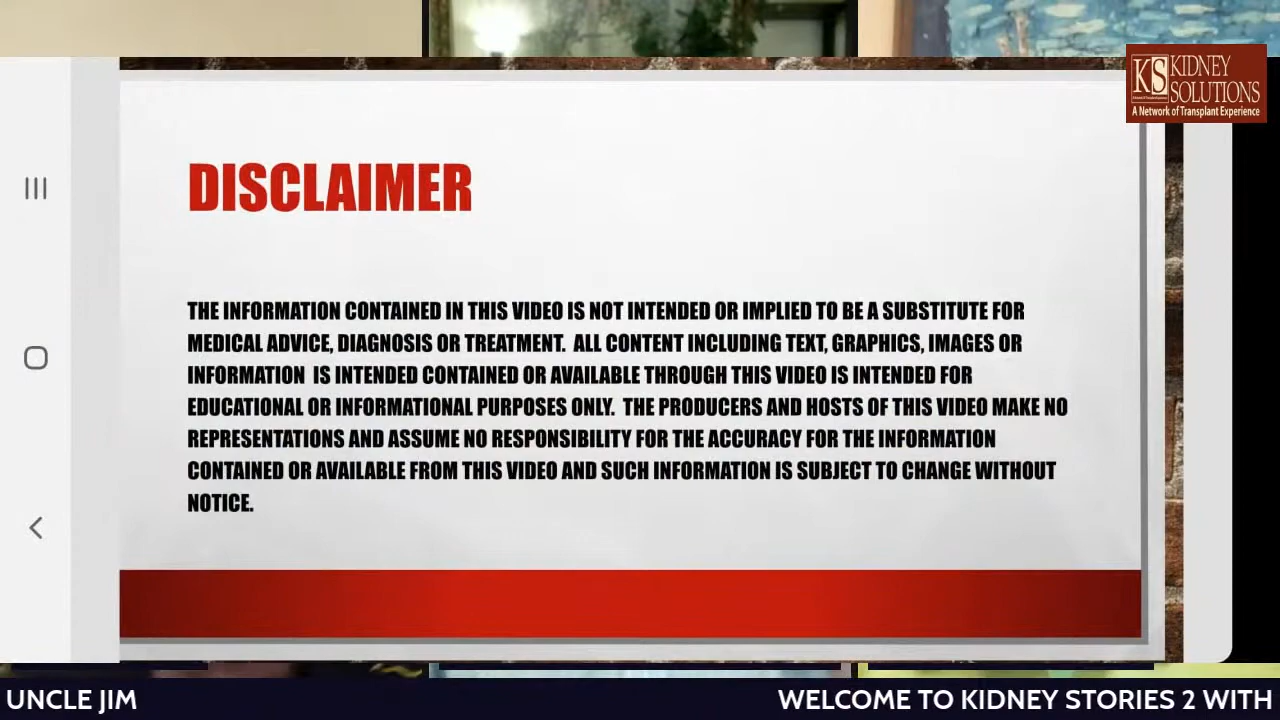 KS KIDNEY
SOLUTIONS
A Network of Transplant Experience
DISCLAIMER
THE INFORMATION CONTAINED IN THIS VIDEO IS NOT INTENDED OR IMPLIED TO BE A SUBSTITUTE FOR
MEDICAL ADVICE, DIAGNOSIS OR TREATMENT. ALL CONTENT INCLUDING TEXT, GRAPHICS, IMAGES OR
INFORMATION IS INTENDED CONTAINED OR AVAILABLE THROUGH THIS VIDEO IS INTENDED FOR
EDUCATIONAL OR INFORMATIONAL PURPOSES ONLY. THE PRODUCERS AND HOSTS OF THIS VIDEO MAKE NO
REPRESENTATIONS AND ASSUME NO RESPONSIBILITY FOR THE ACCURACY FOR THE INFORMATION
CONTAINED OR AVAILABLE FROM THIS VIDEO AND SUCH INFORMATION IS SUBJECT TO CHANGE WITHOUT
NOTICE.
UNCLE JIM WELCOME TO KIDNEY STORIES 2 WITH